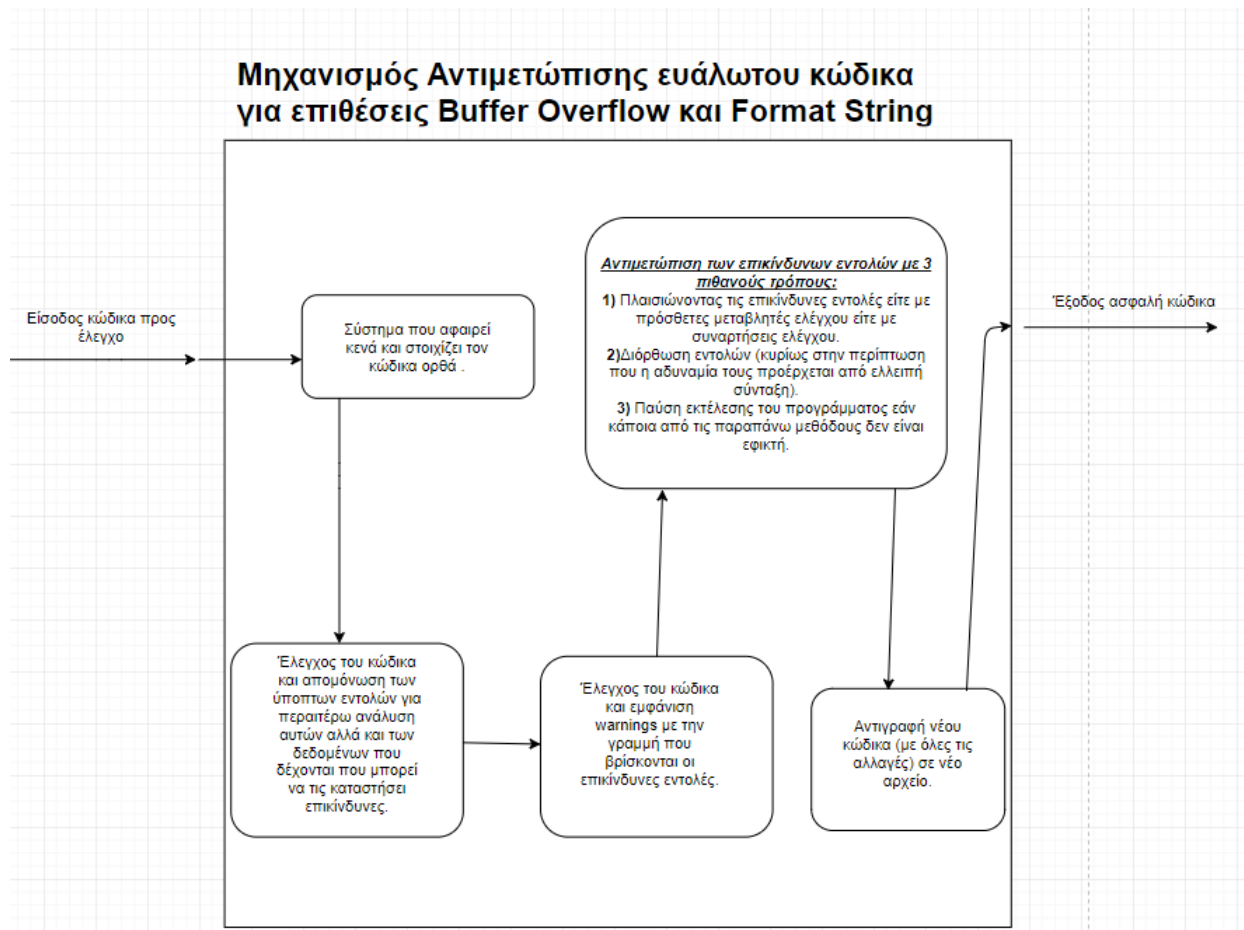 Μηχανισμός Αντιμετώπισης ευάλωτου κώδικα
για επιθέσεις Buffer Overflow και Format String
Είσοδος κώδικα προς
έλεγχο
Σύστημα που αφαιρεί
κενά και στοιχίζει τον
κώδικα ορθά .
Έλεγχος του κώδικα
και απομόνωση των
ύποπτων εντολών για
περαιτέρω ανάλυση
αυτών αλλά και των
δεδομένων που
δέχονται που μπορεί
να τις καταστήσει
επικίνδυνες.
Έλεγχος του κώδικα
και εμφάνιση
warnings με την
γραμμή που
βρίσκονται οι
επικίνδυνες εντολές.
Αντιμετώπιση των επικίνδυνων εντολών με 3
πιθανούς τρόπους:
1) Πλαισιώνοντας τις επικίνδυνες εντολές είτε με
πρόσθετες μεταβλητές ελέγχου είτε με
συναρτήσεις ελέγχου.
2)Διόρθωση εντολών (κυρίως στην περίπτωση
που η αδυναμία τους προέρχεται από ελλειπή
σύνταξη).
3) Παύση εκτέλεσης του προγράμματος εάν
κάποια από τις παραπάνω μεθόδους δεν είναι
εφικτή.
Αντιγραφή νέου
κώδικα (με όλες τις
αλλαγές) σε νέο
αρχείο.
Έξοδος ασφαλή κώδικα